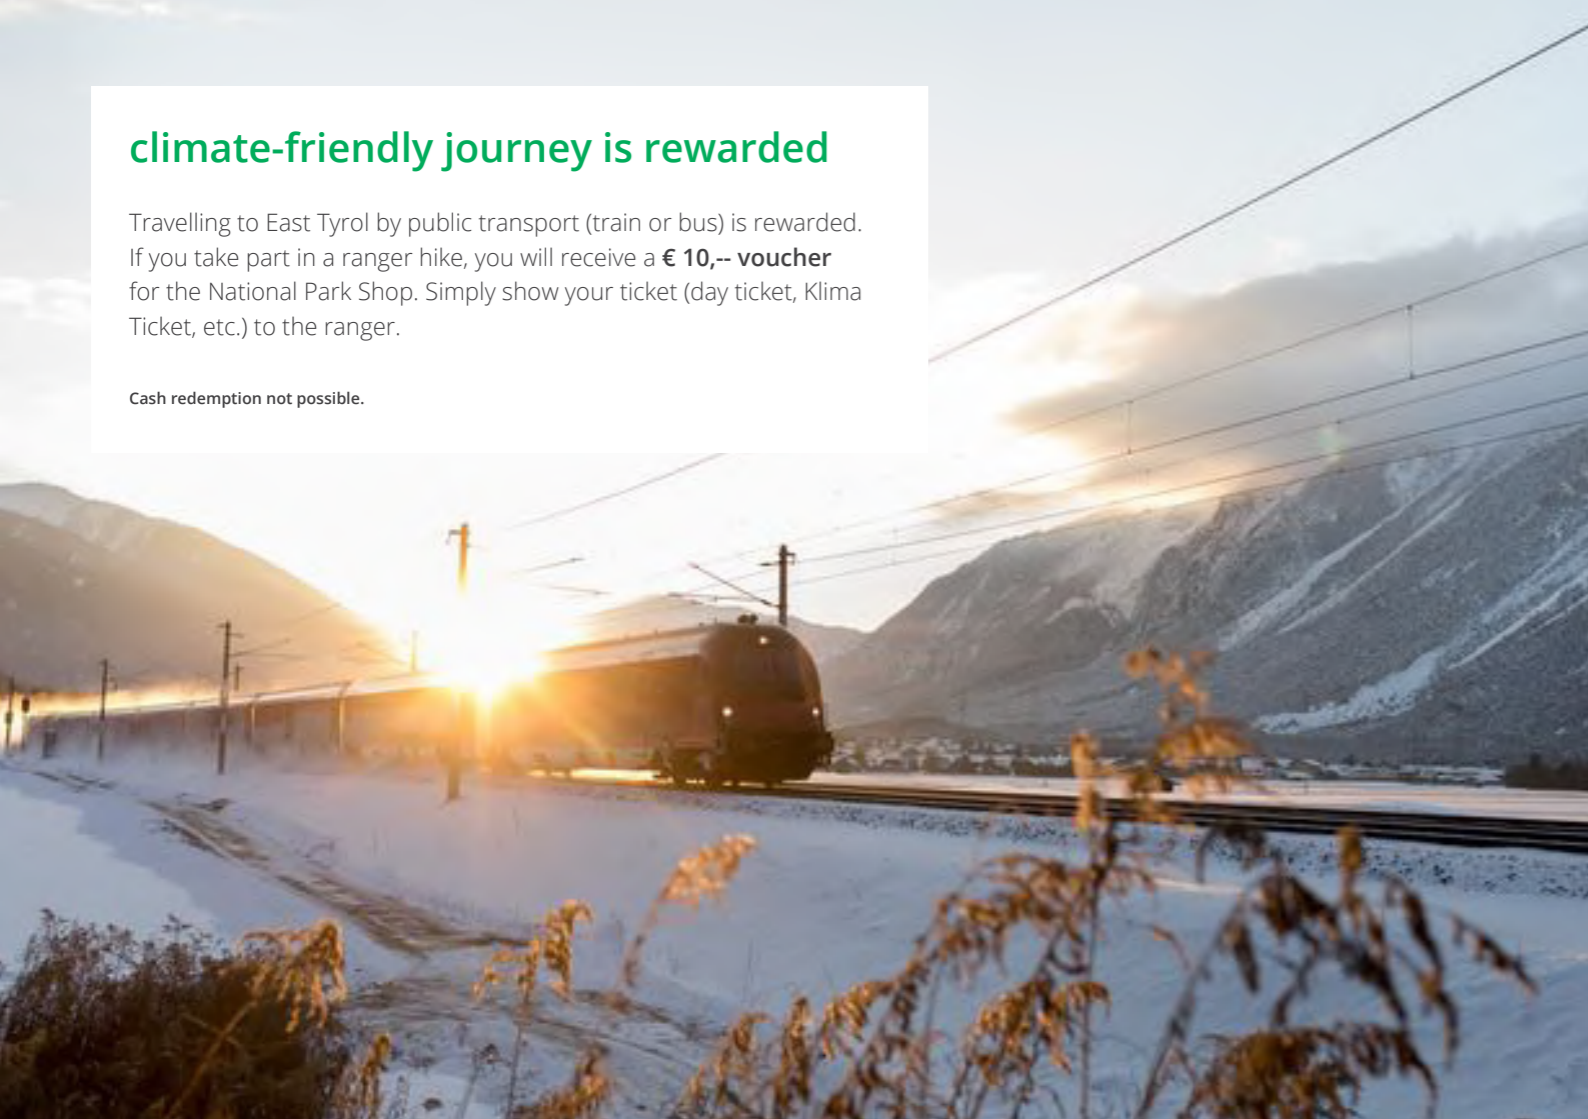 climate-friendly journey is rewarded
Travelling to East Tyrol by public transport (train or bus) is rewarded.
If you take part in a ranger hike, you will receive a € 10,-- voucher
for the National Park Shop. Simply show your ticket (day ticket, Klima
Ticket, etc.) to the ranger.
Cash redemption not possible.